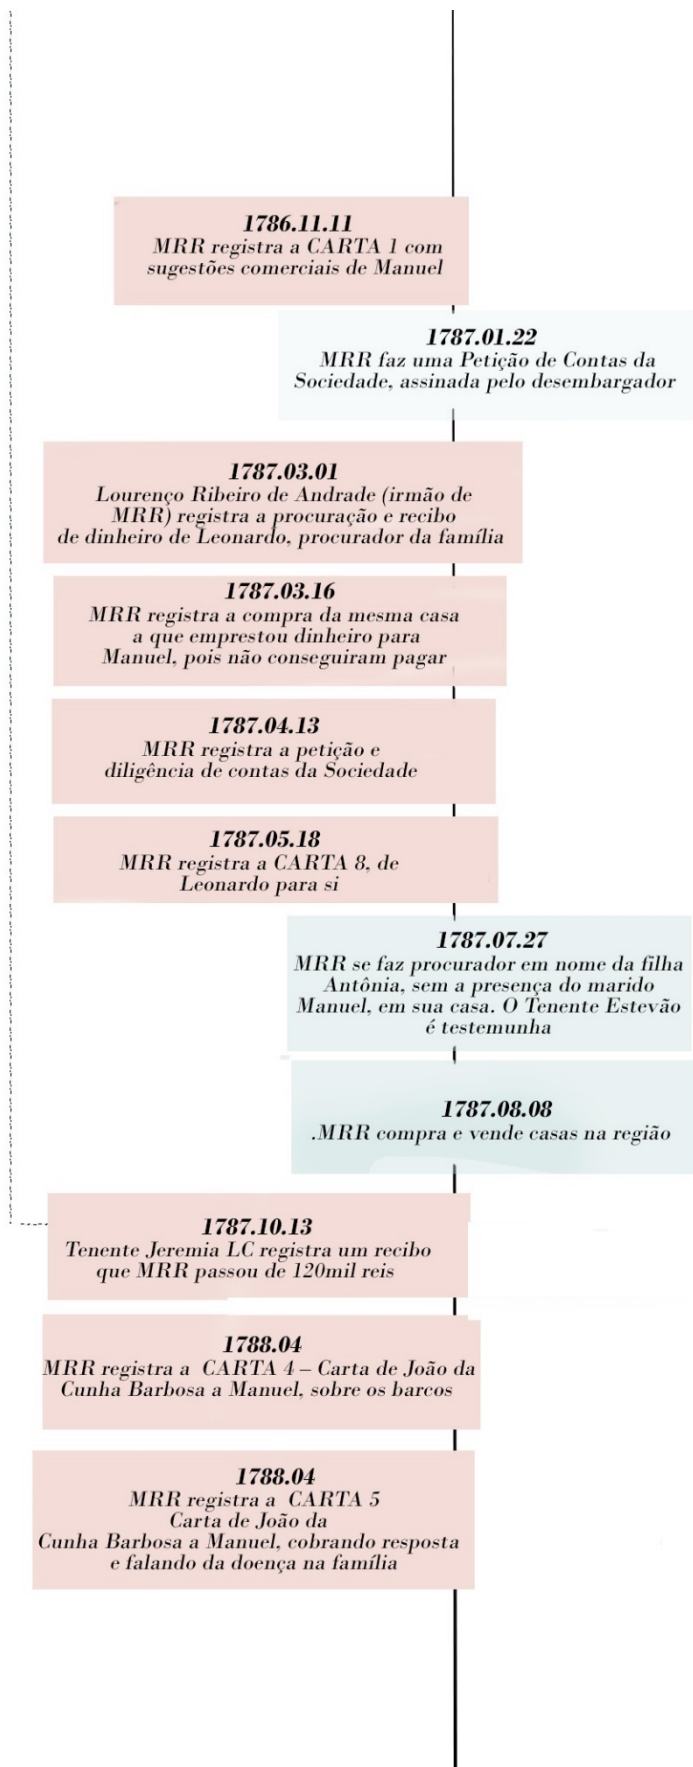 1786.11.11
MRR registra a CARTA 1 com
sugestões comerciais de Manuel
1787.01.22
MRR faz uma Petição de Contas da
Sociedade, assinada pelo desembargador
1787.03.01
Lourenço Ribeiro de Andrade (irmão de
MRR) registra a procuração e recibo
de dinheiro de Leonardo, procurador da família
1787.03.16
MRR registra a compra da mesma casa
a que emprestou dinheiro para
Manuel, pois não conseguiram pagar
1787.04.13
MRR registra a petição e
diligência de contas da Sociedade
1787.05.18
MRR registra a CARTA 8, de
Leonardo para si
1787.07.27
MRR se faz procurador em nome da filha
Antônia, sem a presença do marido
Manuel, em sua casa. O Tenente Estevão
é testemunha
1787.08.08
.MRR compra e vende casas na região
1787.10.13
Tenente Jeremia LC registra um recibo
que MRR passou de 120mil reis
1788.04
MRR registra a CARTA 4 – Carta de João da
Cunha Barbosa a Manuel, sobre os barcos
1788.04
MRR registra a CARTA 5
Carta de João da
Cunha Barbosa a Manuel, cobrando resposta
e falando da doença na família